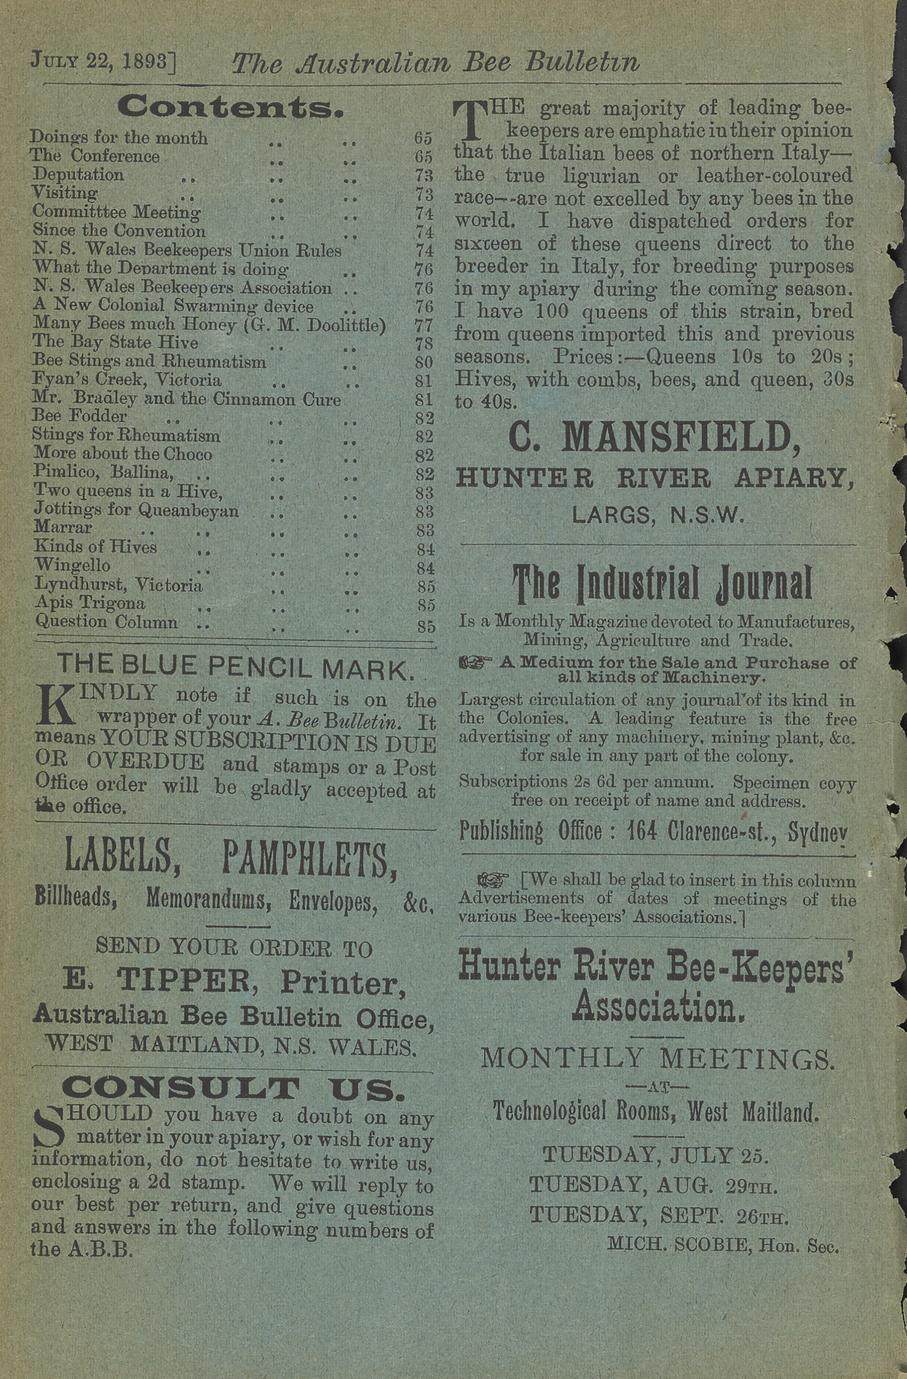 JULY 22, 1893] The Australian Bee Bulletin
Contents.
Doings for the month .. .. 65
The Conference .. .. 65
Deputation .. .. .. 73
Visiting .. .. .. 73
Committtee Meeting .. .. 74
Since the Convention .. .. 74
N. S. Wales Beekeepers Union Rules 74
What the Department is doing .. 76
N. S. Wales Beekeepers Association .. 76
A New Colonial Swarming device .. 76
Many Bees much Honey (G. M. Doolittle) 77
The Bay State Hive .. .. 78
Bee Stings and Rheumatism .. 80
Fyan's Creek, Victoria .. .. 81
Mr. Bradley and the Cinnamon Cure 81
Bee Fodder .. .. .. 82
Stings for Rheumatism .. .. 82
More about the Choco .. .. 82
Pimlico, Ballina, .. .. .. 82
Two queens in a Hive, .. .. 83
Jottings for Queanbeyan .. .. 83
Marrar .. .. .. .. 83
Kinds of Hives .. .. .. 84
Wingello .. .. .. 84
Lyndhurst, Victoria .. .. 85
Apis Trigona .. .. .. 85
Question Column .. .. .. 85
THE BLUE PENCIL MARK.
KINDLY note if such is on the
wrapper of your A. Bee Bulletin. It
means YOUR SUBSCRIPTION IS DUE
OR OVERDUE and stamps or a Post
Office order will be gladly accepted at
the office.
LABELS, PAMPHLETS,
Billheads, Memorandums, Envelopes, &c,
SEND YOUR ORDER TO
E. TIPPER, Printer,
Australian Bee Bulletin Office,
WEST MAITLAND, N.S. WALES.
CONSULT US.
SHOULD you have a doubt on any
matter in your apiary, or wish for any
information, do not hesitate to write us,
enclosing a 2d stamp. We will reply to
our best per return, and give questions
and answers in the following numbers of
the A.B.B.
THE great majority of leading bee-
keepers are emphatic in their opinion
that the Italian bees of northern Italy—
the true ligurian or leather-coloured
race--are not excelled by any bees in the
world. I have dispatched orders for
sixteen of these queens direct to the
breeder in Italy, for breeding purposes
in my apiary during the coming season.
I have 100 queens of this strain, bred
from queens imported this and previous
seasons. Prices:—Queens 10s to 20s;
Hives, with combs, bees, and queen, 30s
to 40s.
C. MANSFIELD,
HUNTER RIVER APIARY,
LARGS, N.S.W.
The Industrial Journal
Is a Monthly Magazine devoted to Manufactures,
Mining, Agriculture and Trade.
☞ A Medium for the Sale and Purchase of
all kinds of Machinery.
Largest circulation of any journal of its kind in
the Colonies. A leading feature is the free
advertising of any machinery, mining plant, &c.
for sale in any part of the colony.
Subscriptions 2s 6d per annum. Specimen coyy
free on receipt of name and address.
Publishing Office : 164 Clarence-st., Sydney
☞ [We shall be glad to insert in this column
Advertisements of dates of meetings of the
various Bee-keepers' Associations.]
Hunter River Bee-Keepers'
Association.
MONTHLY MEETINGS.
—AT—
Technological Rooms, West Maitland.
TUESDAY, JULY 25.
TUESDAY, AUG. 29TH.
TUESDAY, SEPT. 26TH.
MICH. SCOBIE, Hon. Sec.